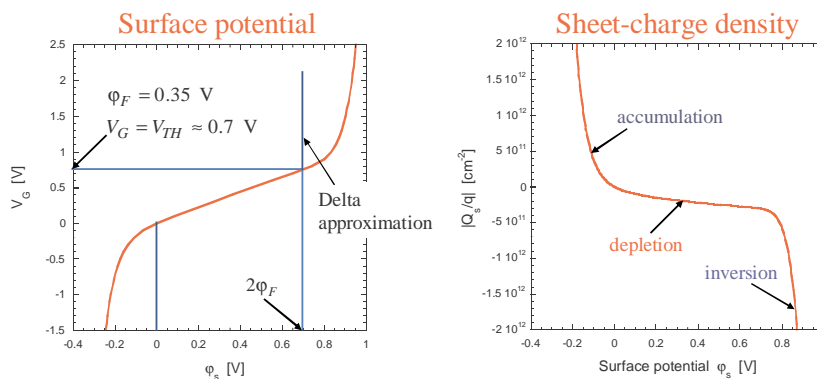 Surface potential
2.5
2
1.5
1
0.5
0
-0.5
-1
-1.5
V_G [V]
φ_F = 0.35 V
V_G = V_TH ≈ 0.7 V
Delta
approximation
2φ_F
-0.4 -0.2 0 0.2 0.4 0.6 0.8 1
φ_s [V]
Sheet-charge density
2 10^12
1.5 10^12
1 10^12
5 10^11
0
-5 10^11
-1 10^12
-1.5 10^12
-2 10^12
|Q_s/q| [cm^-2]
accumulation
depletion
inversion
-0.4 -0.2 0 0.2 0.4 0.6 0.8
Surface potential φ_s [V]